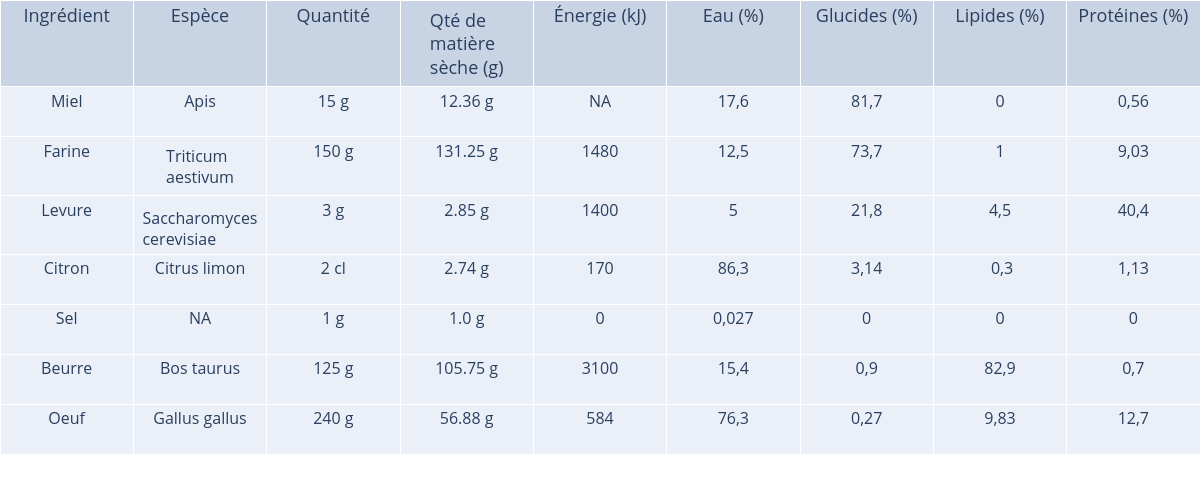 Ingrédient Espèce Quantité Qté de matière sèche (g) Énergie (kJ) Eau (%) Glucides (%) Lipides (%) Protéines (%)
Miel Apis 15 g 12.36 g NA 17,6 81,7 0 0,56
Farine Triticum aestivum 150 g 131.25 g 1480 12,5 73,7 1 9,03
Levure Saccharomyces cerevisiae 3 g 2.85 g 1400 5 21,8 4,5 40,4
Citron Citrus limon 2 cl 2.74 g 170 86,3 3,14 0,3 1,13
Sel NA 1 g 1.0 g 0 0,027 0 0 0
Beurre Bos taurus 125 g 105.75 g 3100 15,4 0,9 82,9 0,7
Oeuf Gallus gallus 240 g 56.88 g 584 76,3 0,27 9,83 12,7